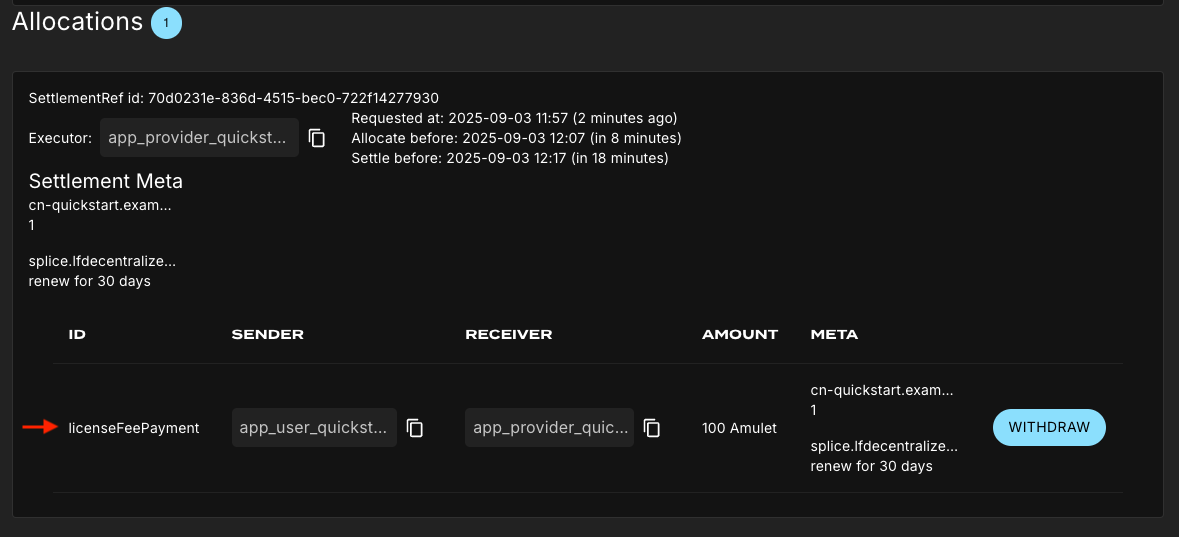 Allocations 1
SettlementRef id: 70d0231e-836d-4515-bec0-722f14277930
Executor: app_provider_quickst...
Requested at: 2025-09-03 11:57 (2 minutes ago)
Allocate before: 2025-09-03 12:07 (in 8 minutes)
Settle before: 2025-09-03 12:17 (in 18 minutes)
Settlement Meta
cn-quickstart.exam...
1
splice.lfdecentralize...
renew for 30 days
ID SENDER RECEIVER AMOUNT META
licenseFeePayment app_user_quickst... app_provider_quic... 100 Amulet
cn-quickstart.exam...
1
splice.lfdecentralize...
renew for 30 days
WITHDRAW